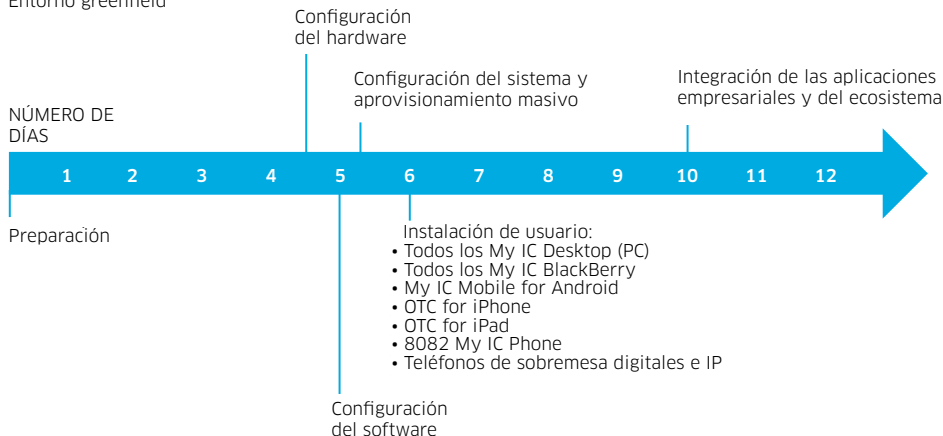 Entorno greenfield
Configuración
del hardware
Configuración del sistema y
aprovisionamiento masivo
Integración de las aplicaciones
empresariales y del ecosistema
NÚMERO DE
DÍAS
1 2 3 4 5 6 7 8 9 10 11 12
Preparación
Instalación de usuario:
• Todos los My IC Desktop (PC)
• Todos los My IC BlackBerry
• My IC Mobile for Android
• OTC for iPhone
• OTC for iPad
• 8082 My IC Phone
• Teléfonos de sobremesa digitales e IP
Configuración
del software